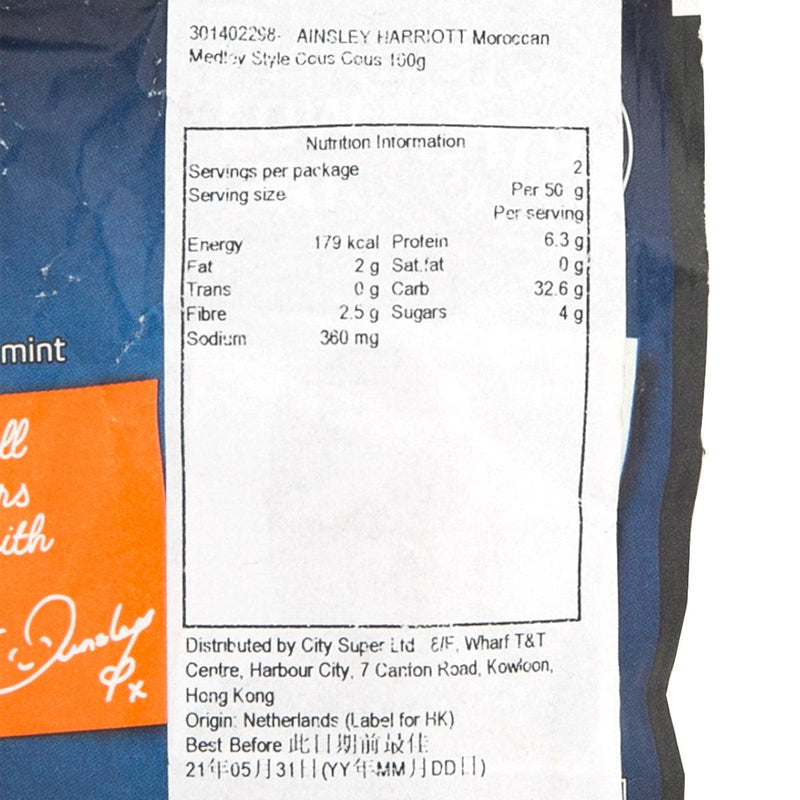 301402298- AINSLEY HARRIOTT Moroccan
Medley Style Cous Cous 100g
Nutrition Information
Servings per package 2
Serving size Per 50 g
Per serving
Energy 179 kcal Protein 6.3 g
Fat 2 g Sat.fat 0 g
Trans 0 g Carb 32.6 g
Fibre 2.5 g Sugars 4 g
Sodium 360 mg
mint
ll
rs
ith
Ainsley
x
Distributed by City Super Ltd 8/F, Wharf T&T
Centre, Harbour City, 7 Canton Road, Kowloon,
Hong Kong
Origin: Netherlands (Label for HK)
Best Before 此日期前最佳
21年05月31日(YY年MM月DD日)